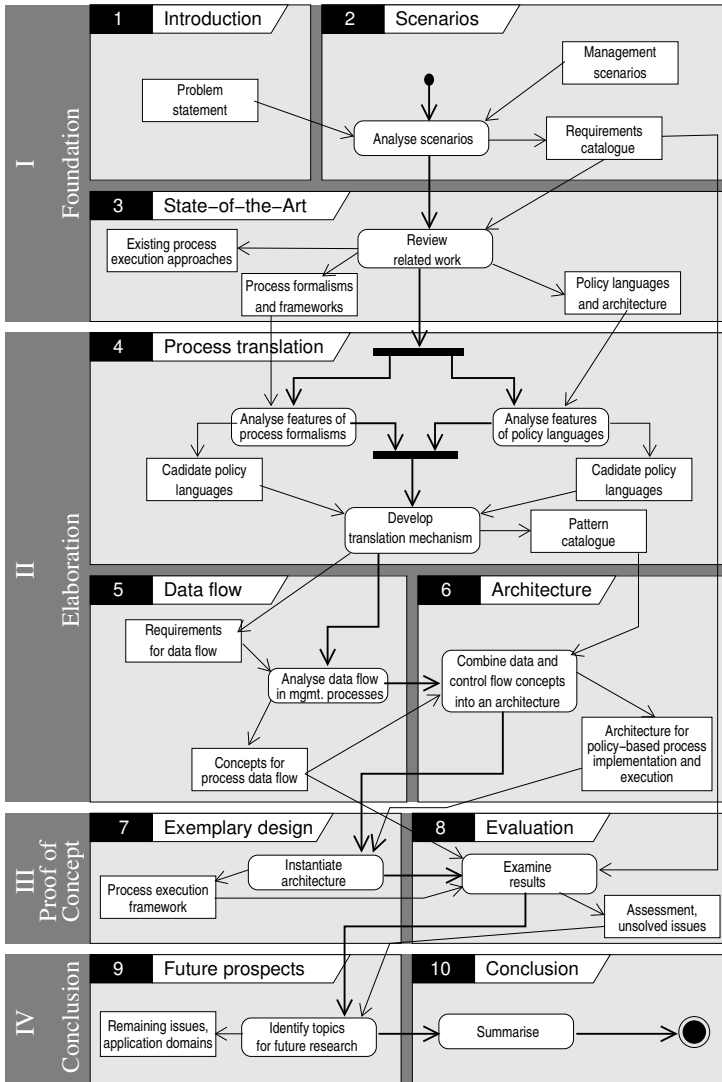 I
Foundation
1 Introduction
2 Scenarios
Problem
statement
Management
scenarios
Analyse scenarios
Requirements
catalogue
3 State−of−the−Art
Existing process
execution approaches
Review
related work
Process formalisms
and frameworks
Policy languages
and architecture
II
Elaboration
4 Process translation
Analyse features of
process formalisms
Analyse features
of policy languages
Cadidate policy
languages
Cadidate policy
languages
Develop
translation mechanism
Pattern
catalogue
5 Data flow
6 Architecture
Requirements
for data flow
Analyse data flow
in mgmt. processes
Combine data and
control flow concepts
into an architecture
Concepts for
process data flow
Architecture for
policy−based process
implementation and
execution
III
Proof of
Concept
7 Exemplary design
8 Evaluation
Instantiate
architecture
Examine
results
Process execution
framework
Assessment,
unsolved issues
IV
Conclusion
9 Future prospects
10 Conclusion
Remaining issues,
application domains
Identify topics
for future research
Summarise